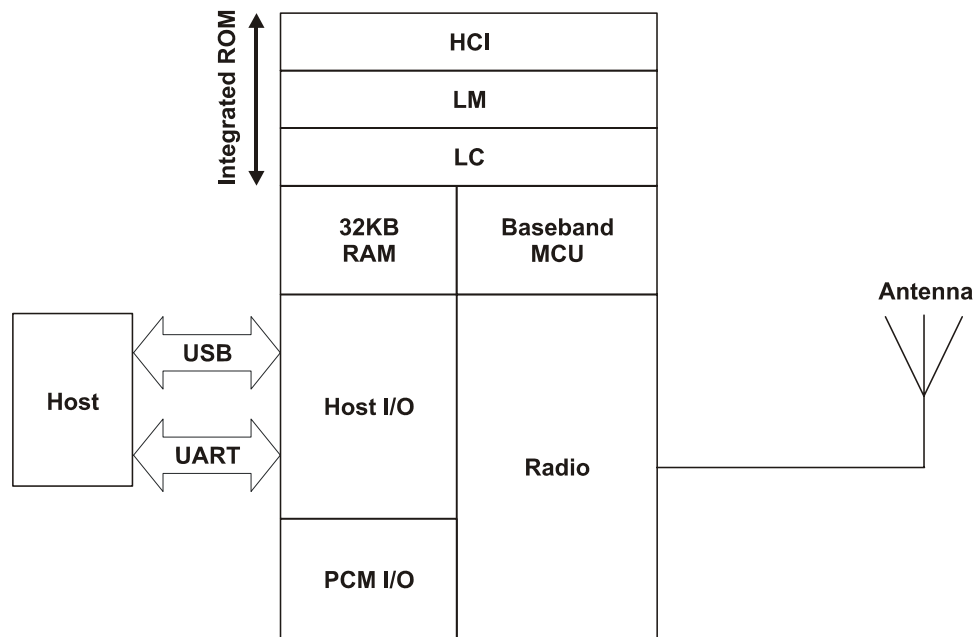 Integrated ROM
HCI
LM
LC
32KB
RAM
Baseband
MCU
Antenna
Host
USB
UART
Host I/O
Radio
PCM I/O